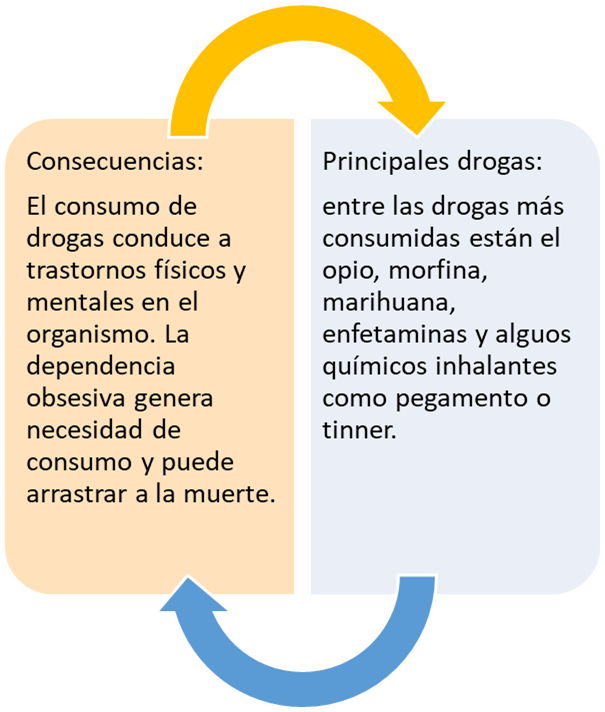 Consecuencias:
El consumo de
drogas conduce a
trastornos físicos y
mentales en el
organismo. La
dependencia
obsesiva genera
necesidad de
consumo y puede
arrastrar a la muerte.
Principales drogas:
entre las drogas más
consumidas están el
opio, morfina,
marihuana,
enfetaminas y alguos
químicos inhalantes
como pegamento o
tinner.